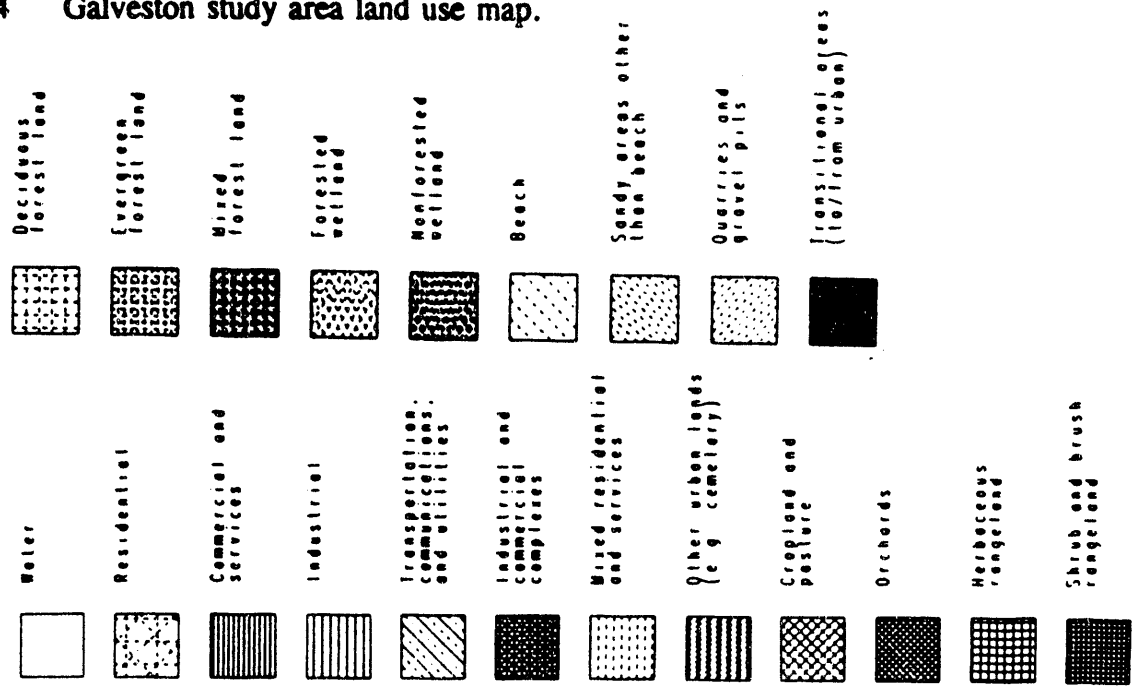 4 Galveston study area land use map.
Deciduous
forest land
Evergreen
forest land
Mixed
forest land
Forested
wetland
Nonforested
wetland
Beach
Sandy areas other
than beach
Quarries and
gravel pits
Transitional areas
(to/from urban)
Water
Residential
Commercial and
services
Industrial
Transportation;
communications;
and utilities
Industrial and
commercial
complexes
Mixed residential
and services
Other urban lands
(e g cemetary)
Cropland and
pasture
Orchards
Herbaceous
rangeland
Shrub and brush
rangeland